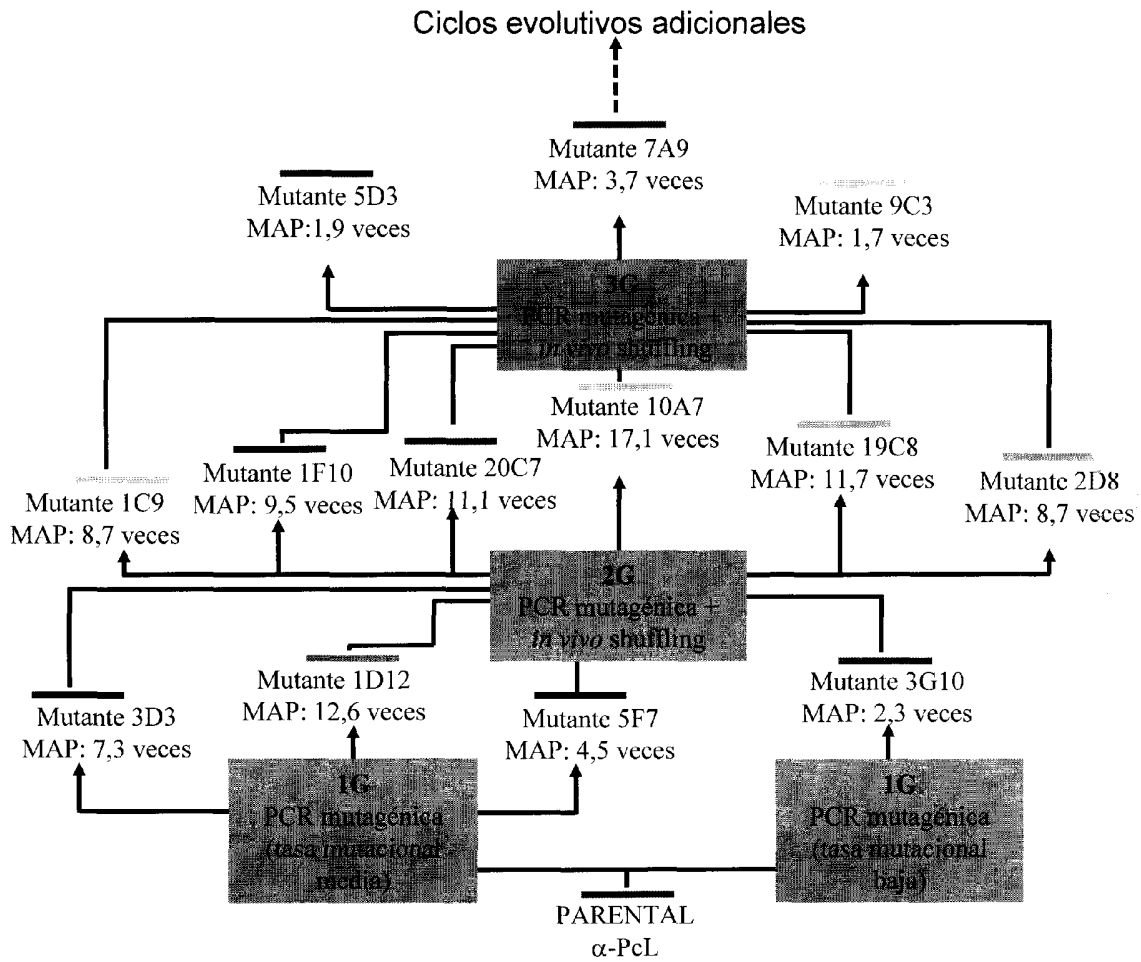 Ciclos evolutivos adicionales
Mutante 7A9
MAP: 3,7 veces
Mutante 5D3
MAP:1,9 veces
Mutante 9C3
MAP: 1,7 veces
3G
PCR mutagénica +
in vivo shuffling
Mutante 10A7
MAP: 17,1 veces
Mutante 1C9
MAP: 8,7 veces
Mutante 1F10
MAP: 9,5 veces
Mutante 20C7
MAP: 11,1 veces
Mutante 19C8
MAP: 11,7 veces
Mutante 2D8
MAP: 8,7 veces
2G
PCR mutagénica +
in vivo shuffling
Mutante 3D3
MAP: 7,3 veces
Mutante 1D12
MAP: 12,6 veces
Mutante 5F7
MAP: 4,5 veces
Mutante 3G10
MAP: 2,3 veces
1G
PCR mutagénica
(tasa mutacional
media)
1G
PCR mutagénica
(tasa mutacional
baja)
PARENTAL
α-PcL